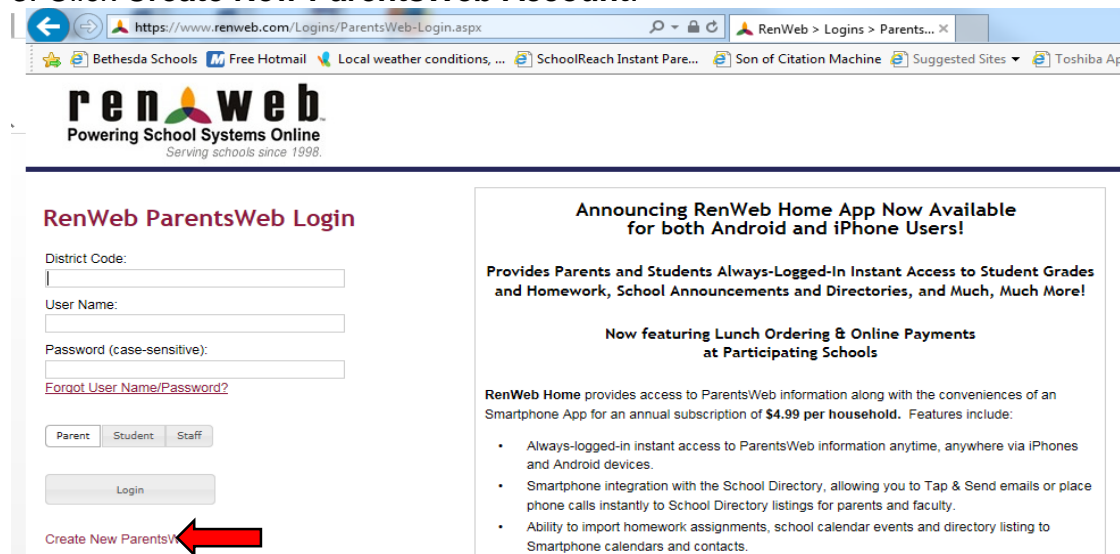 Click Create New ParentsWeb Account.
https://www.renweb.com/Logins/ParentsWeb-Login.aspx
RenWeb > Logins > Parents...
Bethesda Schools
Free Hotmail
Local weather conditions, ...
SchoolReach Instant Pare...
Son of Citation Machine
Suggested Sites
Toshiba Ap
renweb
Powering School Systems Online
Serving schools since 1998.
RenWeb ParentsWeb Login
District Code:
User Name:
Password (case-sensitive):
Forgot User Name/Password?
Parent Student Staff
Login
Create New ParentsW
Announcing RenWeb Home App Now Available
for both Android and iPhone Users!
Provides Parents and Students Always-Logged-In Instant Access to Student Grades
and Homework, School Announcements and Directories, and Much, Much More!
Now featuring Lunch Ordering & Online Payments
at Participating Schools
RenWeb Home provides access to ParentsWeb information along with the conveniences of an
Smartphone App for an annual subscription of $4.99 per household. Features include:
• Always-logged-in instant access to ParentsWeb information anytime, anywhere via iPhones
and Android devices.
• Smartphone integration with the School Directory, allowing you to Tap & Send emails or place
phone calls instantly to School Directory listings for parents and faculty.
• Ability to import homework assignments, school calendar events and directory listing to
Smartphone calendars and contacts.